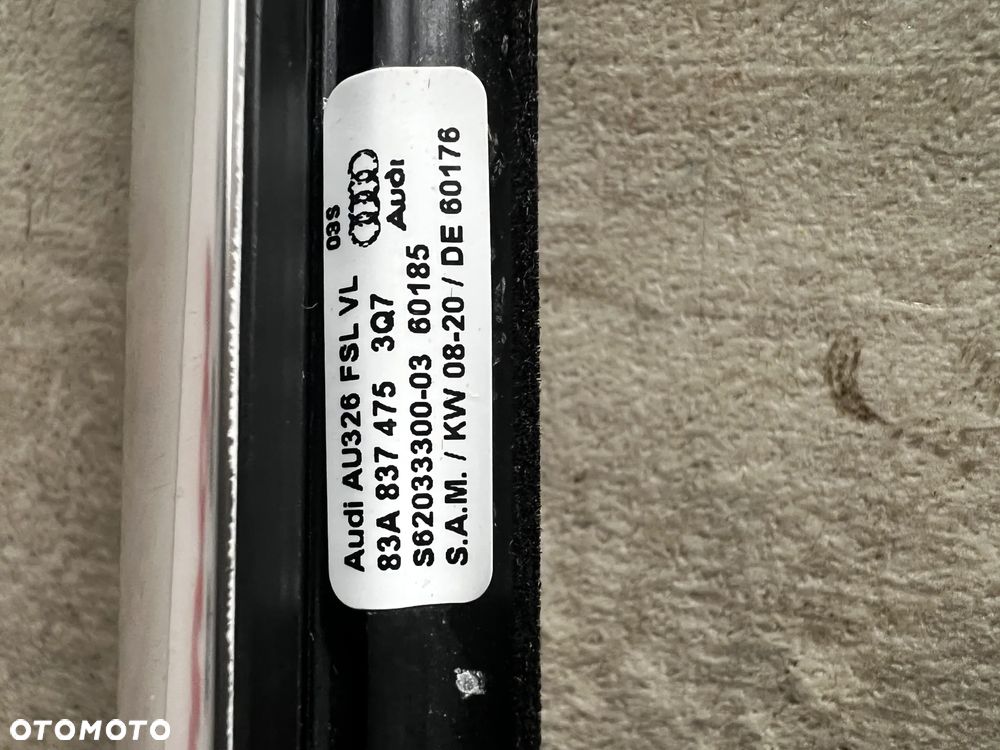 Audi AU326 FSL VL 03S
83A 837 475 3Q7
Audi
S62033300-03 60185
S.A.M. / KW 08-20 / DE 60176
OTOMOTO